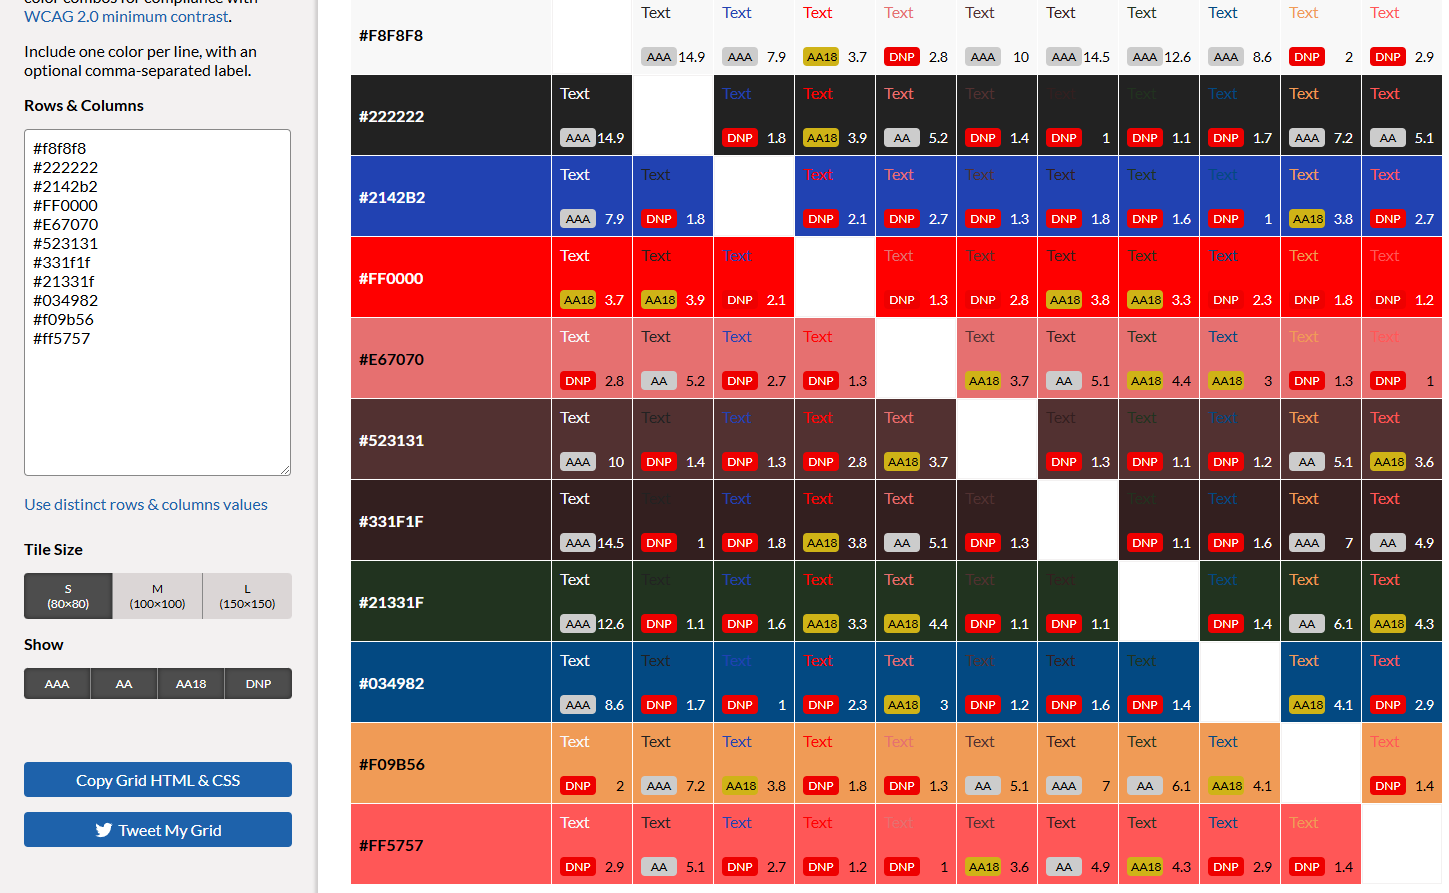 color combos for compliance with
WCAG 2.0 minimum contrast.
Include one color per line, with an
optional comma-separated label.
Rows & Columns
#f8f8f8
#222222
#2142b2
#FF0000
#E67070
#523131
#331f1f
#21331f
#034982
#f09b56
#ff5757
Use distinct rows & columns values
Tile Size
S M L
(80×80) (100×100) (150×150)
Show
AAA AA AA18 DNP
Copy Grid HTML & CSS
Tweet My Grid
Text Text Text Text Text Text Text Text Text Text
#F8F8F8
AAA 14.9 AAA 7.9 AA18 3.7 DNP 2.8 AAA 10 AAA 14.5 AAA 12.6 AAA 8.6 DNP 2 DNP 2.9
Text Text Text Text Text Text Text Text Text Text
#222222
AAA 14.9 DNP 1.8 AA18 3.9 AA 5.2 DNP 1.4 DNP 1 DNP 1.1 DNP 1.7 AAA 7.2 AA 5.1
Text Text Text Text Text Text Text Text Text Text
#2142B2
AAA 7.9 DNP 1.8 DNP 2.1 DNP 2.7 DNP 1.3 DNP 1.8 DNP 1.6 DNP 1 AA18 3.8 DNP 2.7
Text Text Text Text Text Text Text Text Text Text
#FF0000
AA18 3.7 AA18 3.9 DNP 2.1 DNP 1.3 DNP 2.8 AA18 3.8 AA18 3.3 DNP 2.3 DNP 1.8 DNP 1.2
Text Text Text Text Text Text Text Text Text Text
#E67070
DNP 2.8 AA 5.2 DNP 2.7 DNP 1.3 AA18 3.7 AA 5.1 AA18 4.4 AA18 3 DNP 1.3 DNP 1
Text Text Text Text Text Text Text Text Text Text
#523131
AAA 10 DNP 1.4 DNP 1.3 DNP 2.8 AA18 3.7 DNP 1.3 DNP 1.1 DNP 1.2 AA 5.1 AA18 3.6
Text Text Text Text Text Text Text Text Text Text
#331F1F
AAA 14.5 DNP 1 DNP 1.8 AA18 3.8 AA 5.1 DNP 1.3 DNP 1.1 DNP 1.6 AAA 7 AA 4.9
Text Text Text Text Text Text Text Text Text Text
#21331F
AAA 12.6 DNP 1.1 DNP 1.6 AA18 3.3 AA18 4.4 DNP 1.1 DNP 1.1 DNP 1.4 AA 6.1 AA18 4.3
Text Text Text Text Text Text Text Text Text Text
#034982
AAA 8.6 DNP 1.7 DNP 1 DNP 2.3 AA18 3 DNP 1.2 DNP 1.6 DNP 1.4 AA18 4.1 DNP 2.9
Text Text Text Text Text Text Text Text Text Text
#F09B56
DNP 2 AAA 7.2 AA18 3.8 DNP 1.8 DNP 1.3 AA 5.1 AAA 7 AA 6.1 AA18 4.1 DNP 1.4
Text Text Text Text Text Text Text Text Text Text
#FF5757
DNP 2.9 AA 5.1 DNP 2.7 DNP 1.2 DNP 1 AA18 3.6 AA 4.9 AA18 4.3 DNP 2.9 DNP 1.4